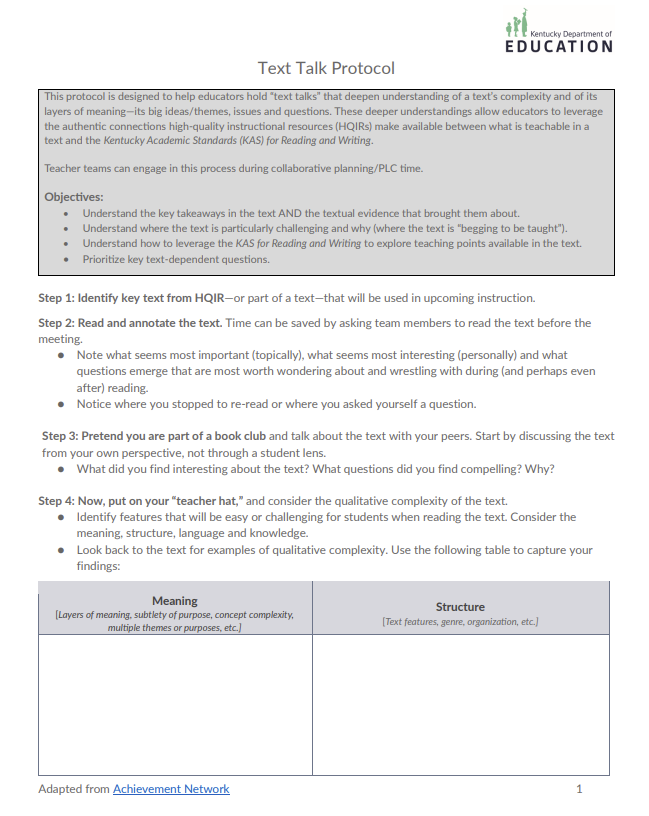 Kentucky Department of
EDUCATION
Text Talk Protocol
This protocol is designed to help educators hold “text talks” that deepen understanding of a text’s complexity and of its
layers of meaning—its big ideas/themes, issues and questions. These deeper understandings allow educators to leverage
the authentic connections high-quality instructional resources (HQIRs) make available between what is teachable in a
text and the Kentucky Academic Standards (KAS) for Reading and Writing.
Teacher teams can engage in this process during collaborative planning/PLC time.
Objectives:
• Understand the key takeaways in the text AND the textual evidence that brought them about.
• Understand where the text is particularly challenging and why (where the text is “begging to be taught”).
• Understand how to leverage the KAS for Reading and Writing to explore teaching points available in the text.
• Prioritize key text-dependent questions.
Step 1: Identify key text from HQIR—or part of a text—that will be used in upcoming instruction.
Step 2: Read and annotate the text. Time can be saved by asking team members to read the text before the
meeting.
● Note what seems most important (topically), what seems most interesting (personally) and what
questions emerge that are most worth wondering about and wrestling with during (and perhaps even
after) reading.
● Notice where you stopped to re-read or where you asked yourself a question.
Step 3: Pretend you are part of a book club and talk about the text with your peers. Start by discussing the text
from your own perspective, not through a student lens.
● What did you find interesting about the text? What questions did you find compelling? Why?
Step 4: Now, put on your “teacher hat,” and consider the qualitative complexity of the text.
● Identify features that will be easy or challenging for students when reading the text. Consider the
meaning, structure, language and knowledge.
● Look back to the text for examples of qualitative complexity. Use the following table to capture your
findings:
Meaning
[Layers of meaning, subtlety of purpose, concept complexity,
multiple themes or purposes, etc.]
Structure
[Text features, genre, organization, etc.]
Adapted from Achievement Network 1